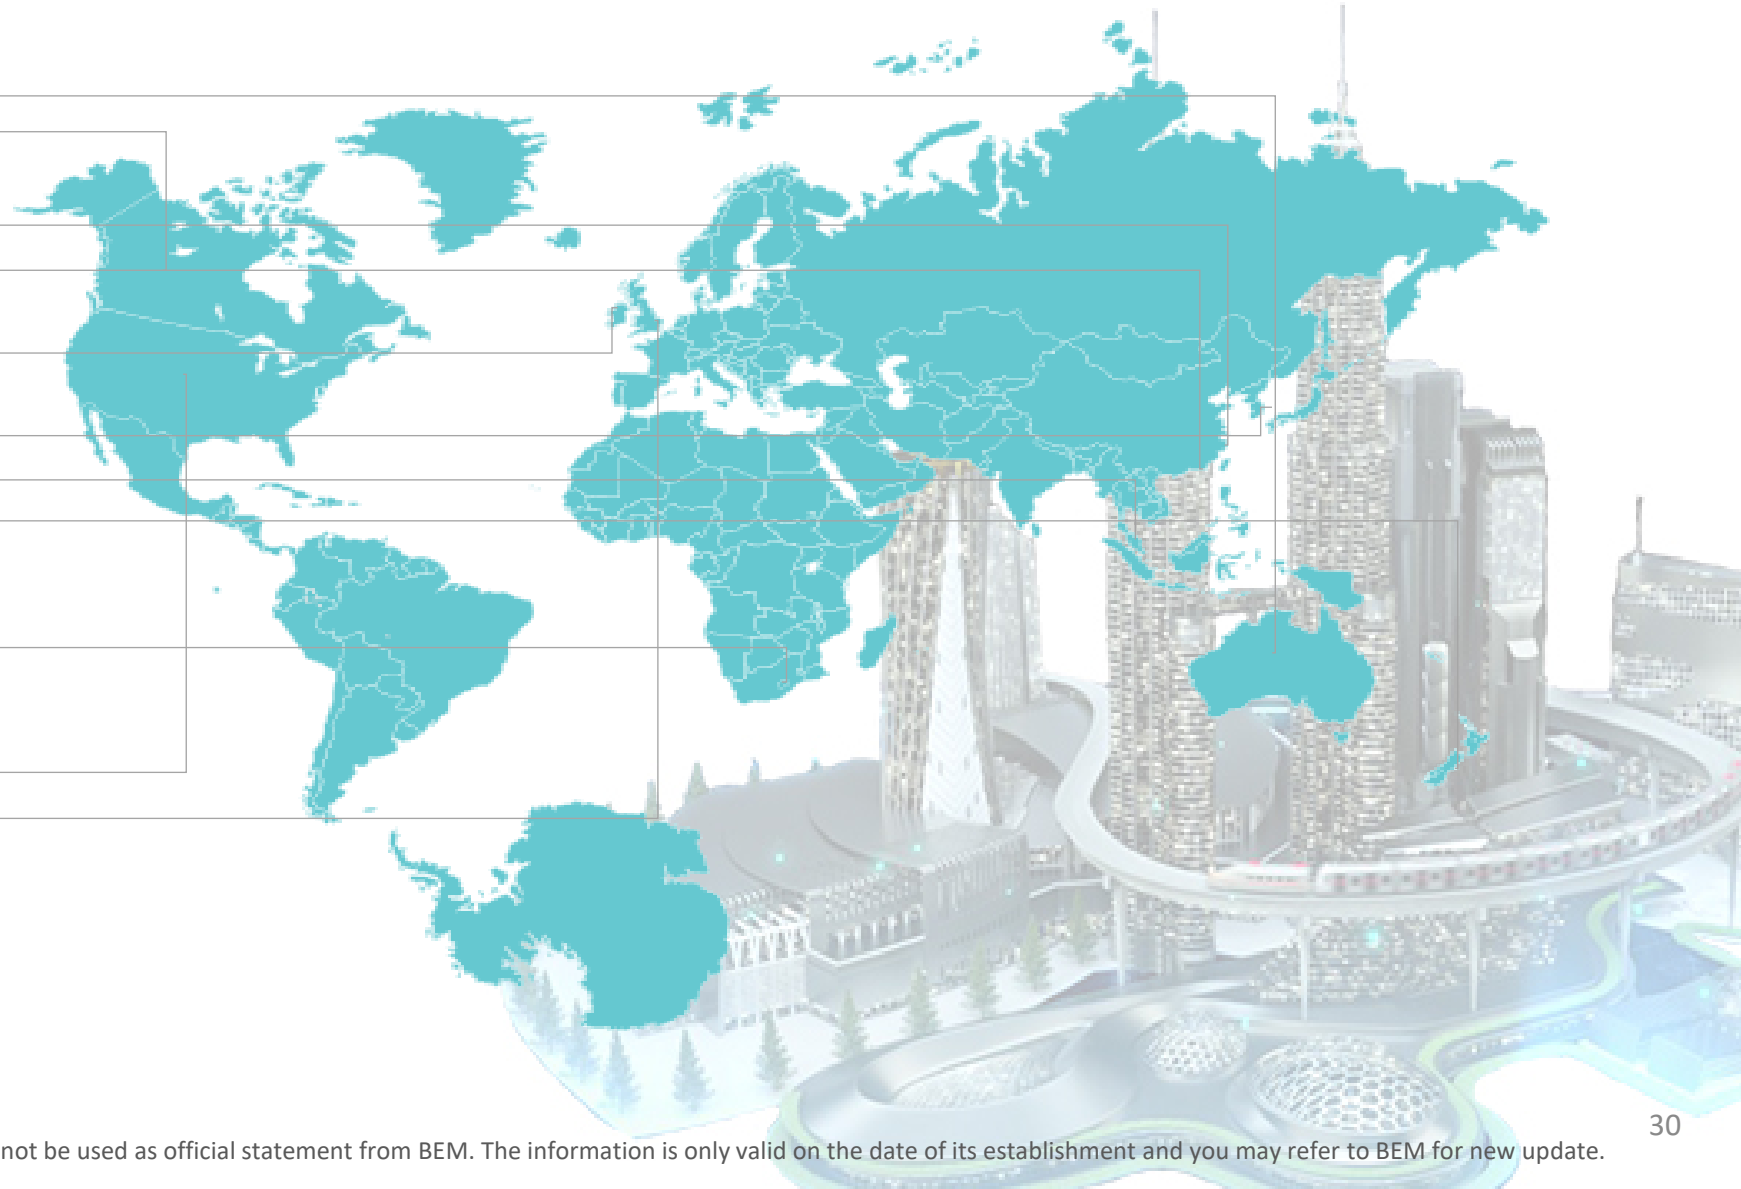 30
not be used as official statement from BEM. The information is only valid on the date of its establishment and you may refer to BEM for new update.